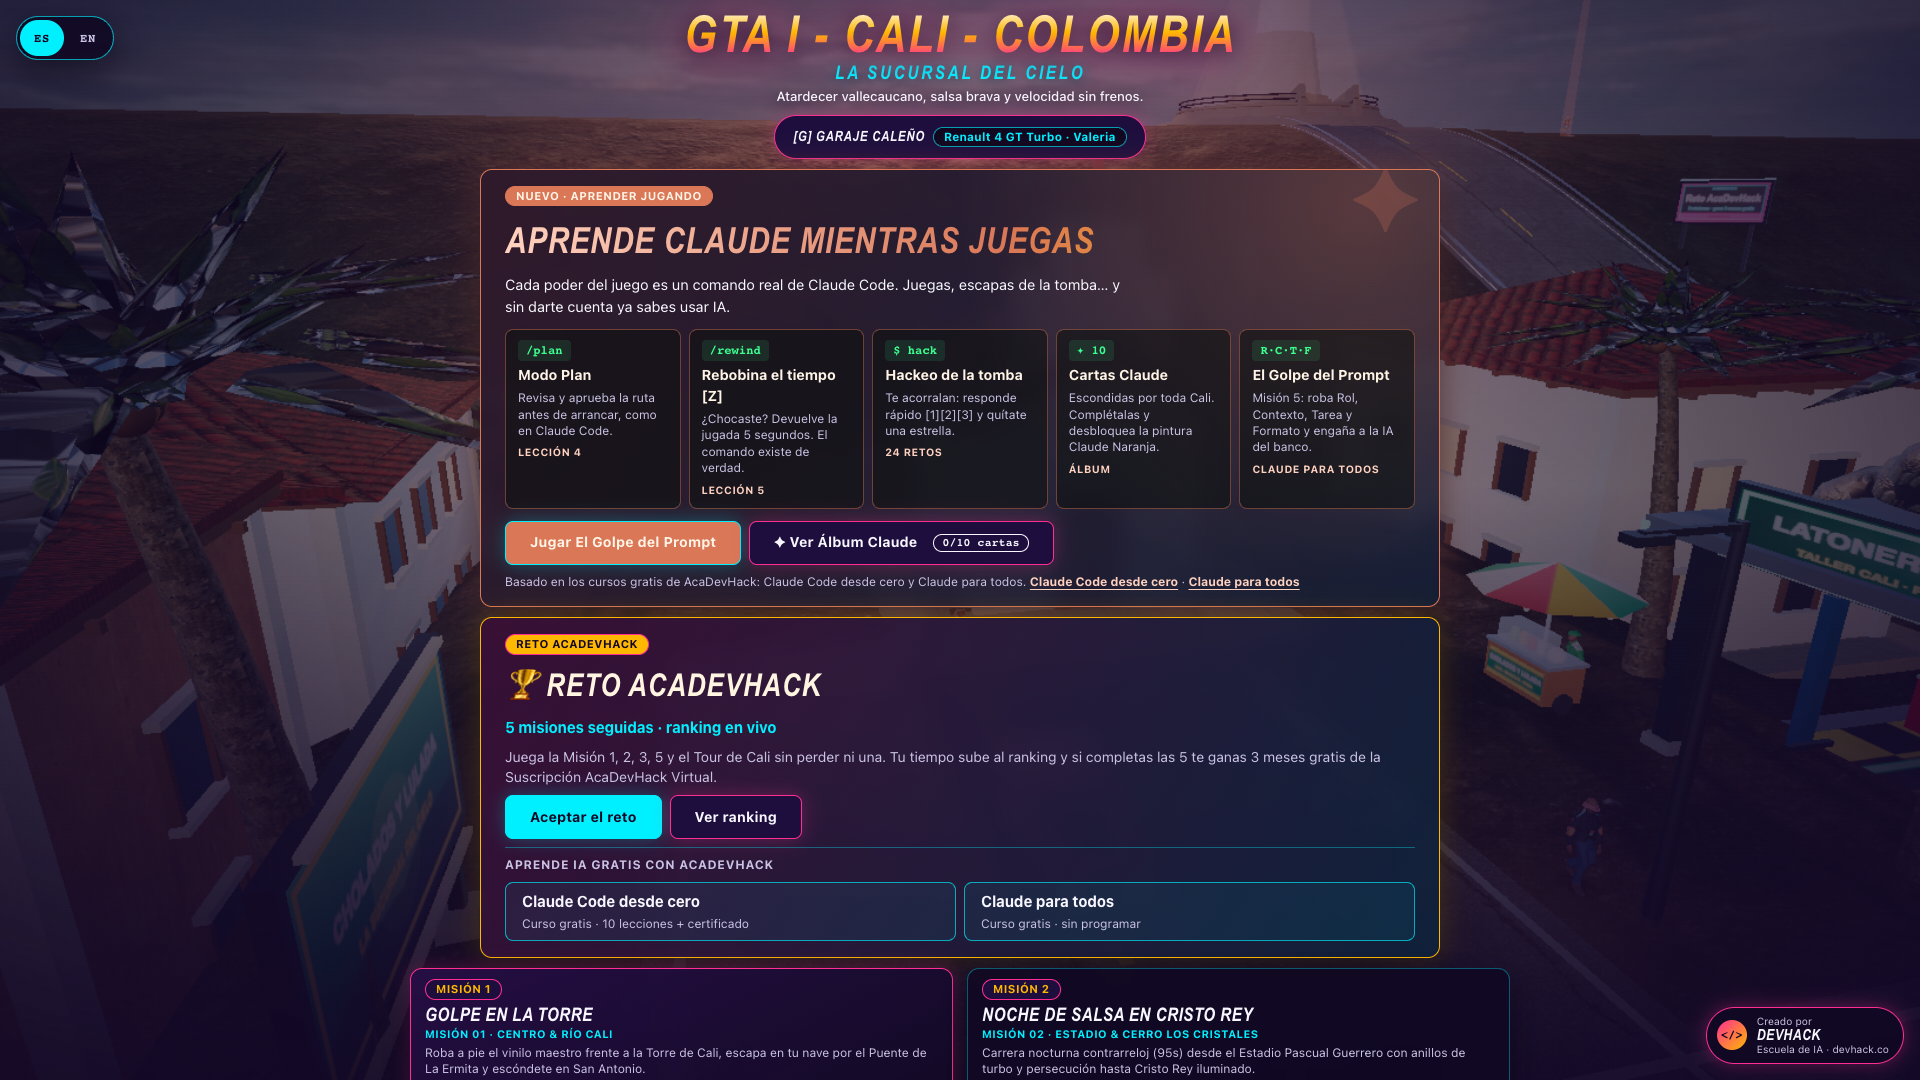 ES EN
GTA I - CALI - COLOMBIA
LA SUCURSAL DEL CIELO
Atardecer vallecaucano, salsa brava y velocidad sin frenos.
[G] GARAJE CALEÑO Renault 4 GT Turbo · Valeria
NUEVO · APRENDER JUGANDO
APRENDE CLAUDE MIENTRAS JUEGAS
Cada poder del juego es un comando real de Claude Code. Juegas, escapas de la tomba... y
sin darte cuenta ya sabes usar IA.
/plan
Modo Plan
Revisa y aprueba la ruta
antes de arrancar, como
en Claude Code.
LECCIÓN 4
/rewind
Rebobina el tiempo
[Z]
¿Chocaste? Devuelve la
jugada 5 segundos. El
comando existe de
verdad.
LECCIÓN 5
$ hack
Hackeo de la tomba
Te acorralan: responde
rápido [1][2][3] y quítate
una estrella.
24 RETOS
✦ 10
Cartas Claude
Escondidas por toda Cali.
Complétalas y
desbloquea la pintura
Claude Naranja.
ÁLBUM
R·C·T·F
El Golpe del Prompt
Misión 5: roba Rol,
Contexto, Tarea y
Formato y engaña a la IA
del banco.
CLAUDE PARA TODOS
Jugar El Golpe del Prompt
✦ Ver Álbum Claude 0/10 cartas
Basado en los cursos gratis de AcaDevHack: Claude Code desde cero y Claude para todos. Claude Code desde cero · Claude para todos
RETO ACADEVHACK
🏆 RETO ACADEVHACK
5 misiones seguidas · ranking en vivo
Juega la Misión 1, 2, 3, 5 y el Tour de Cali sin perder ni una. Tu tiempo sube al ranking y si completas las 5 te ganas 3 meses gratis de la
Suscripción AcaDevHack Virtual.
Aceptar el reto
Ver ranking
APRENDE IA GRATIS CON ACADEVHACK
Claude Code desde cero
Curso gratis · 10 lecciones + certificado
Claude para todos
Curso gratis · sin programar
MISIÓN 1
GOLPE EN LA TORRE
MISIÓN 01 · CENTRO & RÍO CALI
Roba a pie el vinilo maestro frente a la Torre de Cali, escapa en tu nave por el Puente de
La Ermita y escóndete en San Antonio.
MISIÓN 2
NOCHE DE SALSA EN CRISTO REY
MISIÓN 02 · ESTADIO & CERRO LOS CRISTALES
Carrera nocturna contrarreloj (95s) desde el Estadio Pascual Guerrero con anillos de
turbo y persecución hasta Cristo Rey iluminado.
Reto AcaDevHack
LATONER
TALLER CALI
CHOLADOS Y LULADA
</> Creado por
DEVHACK
Escuela de IA · devhack.co